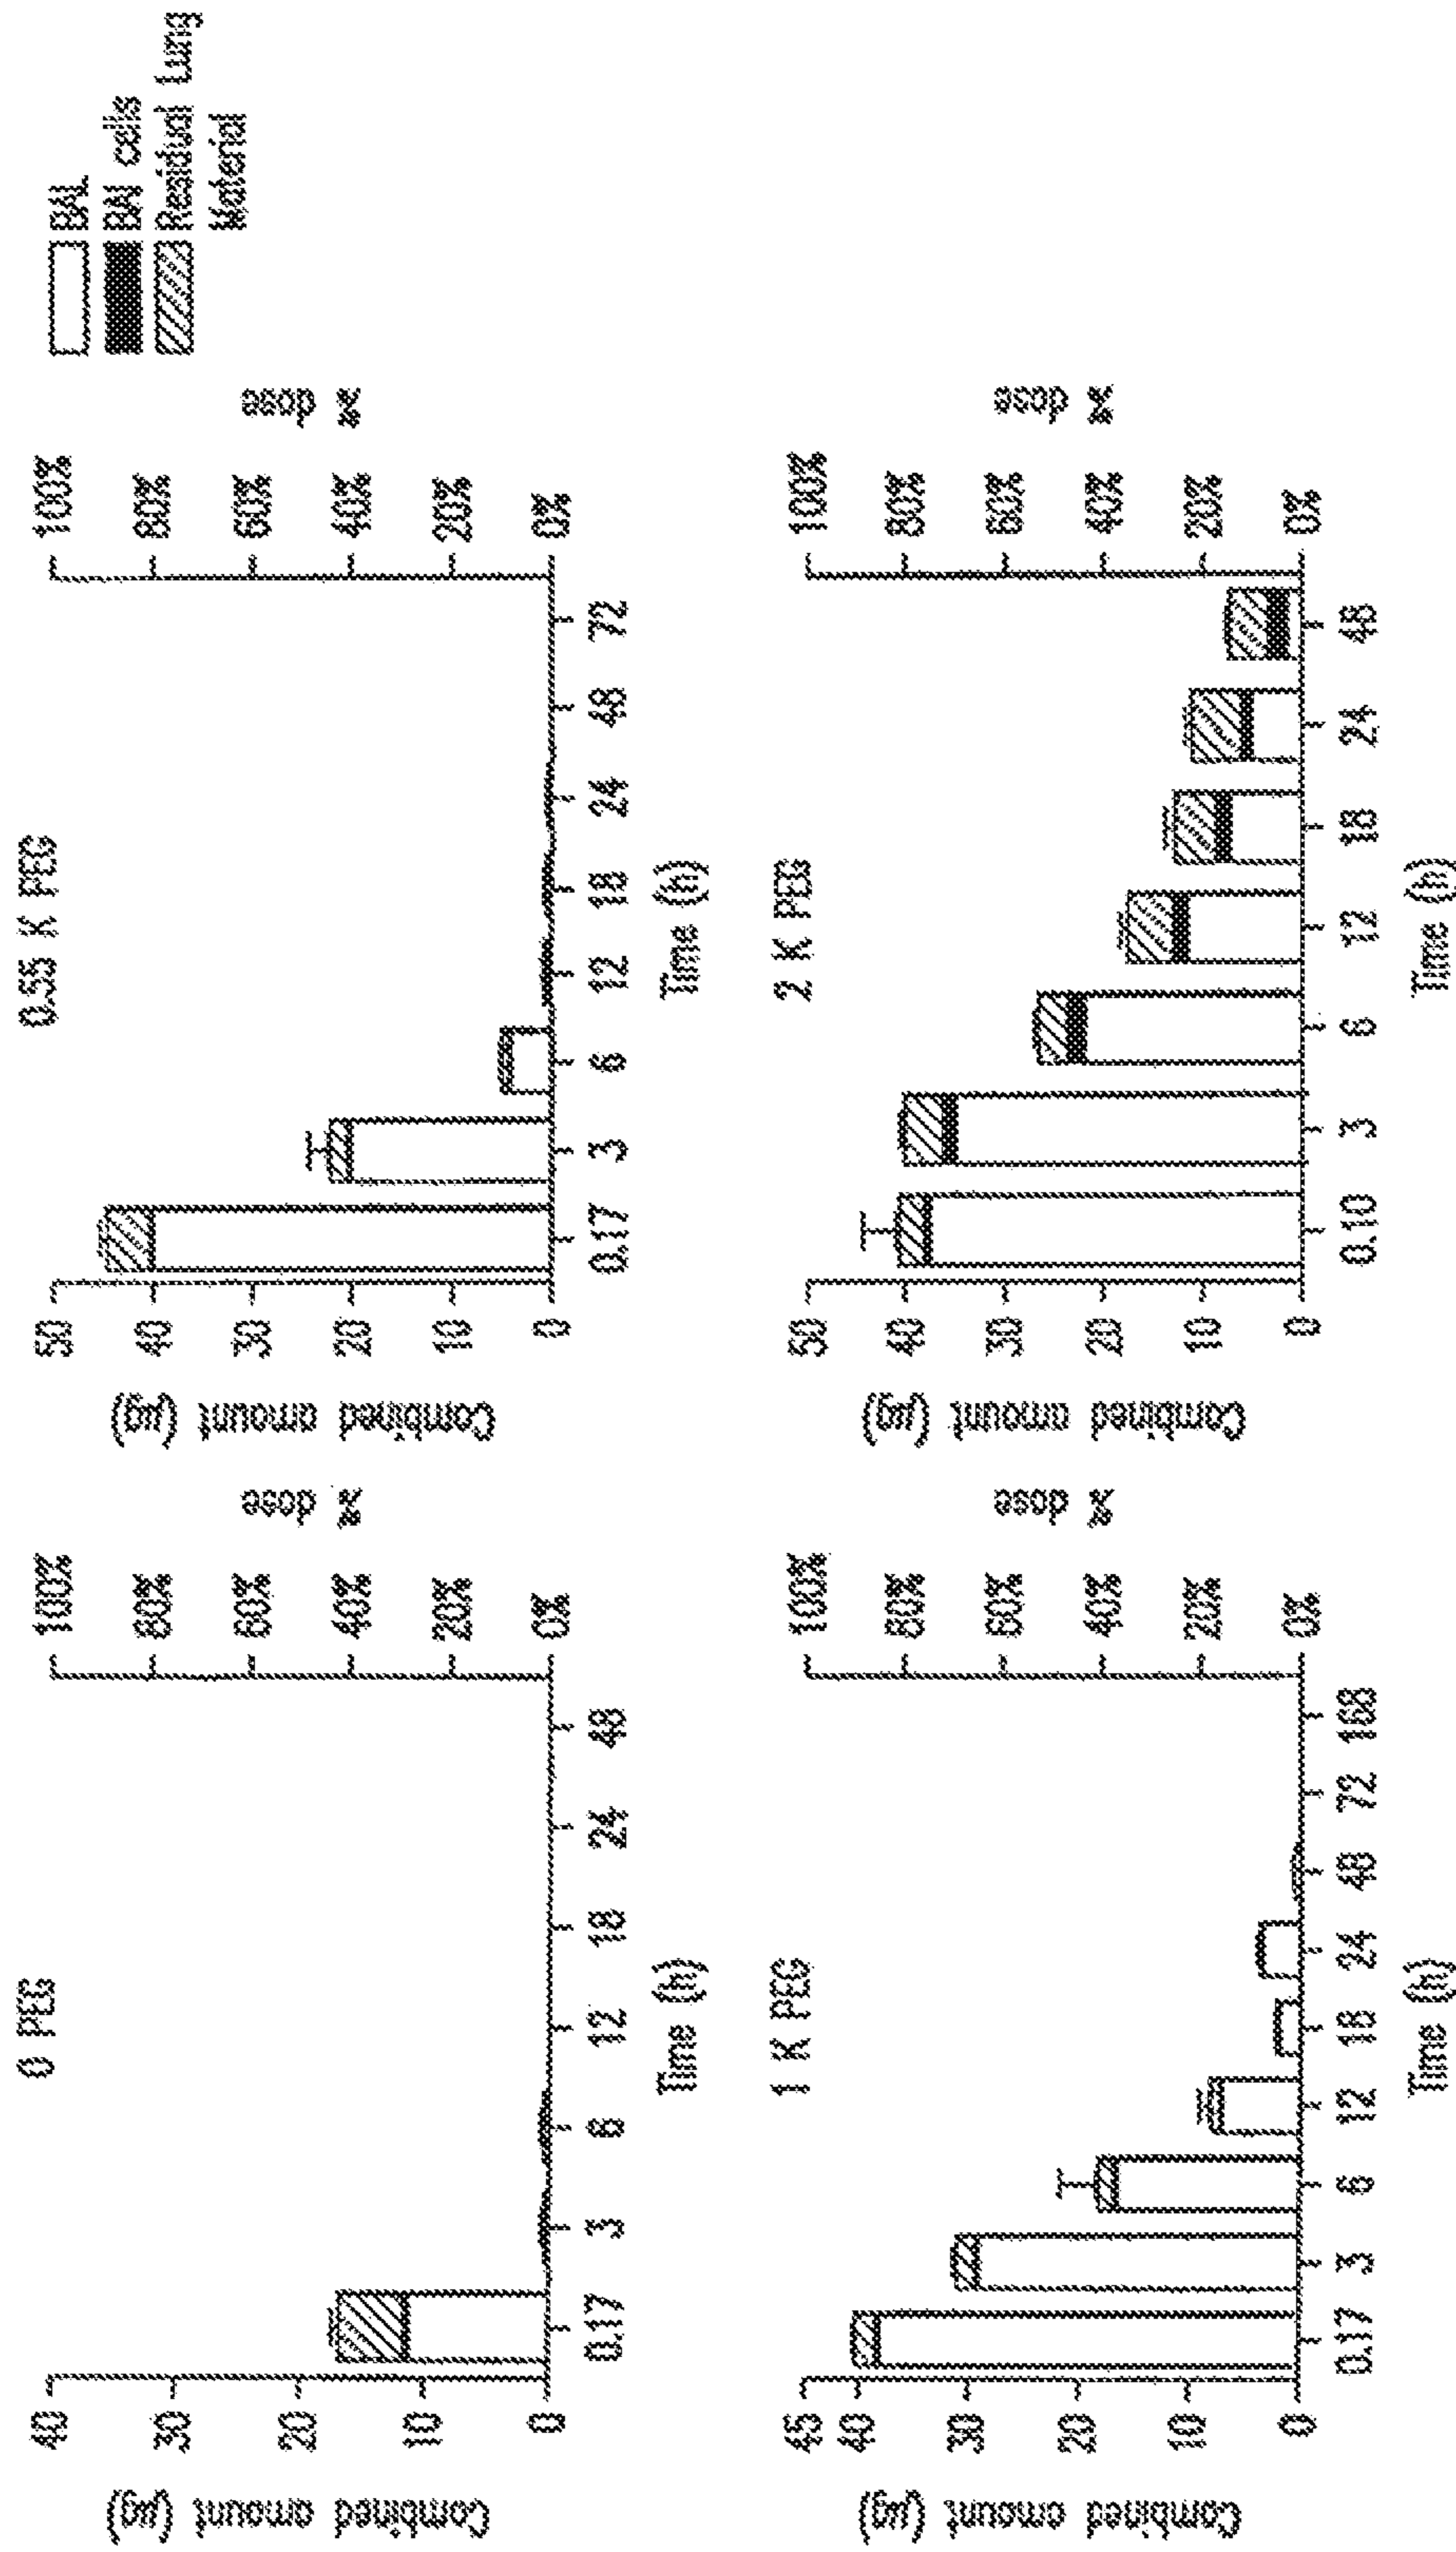 0 PEG
Combined amount (µg)
40
30
20
10
0
100%
80%
60%
40%
20%
0%
% dose
0.17 3 6 12 18 24 48
Time (h)
0.55 K PEG
Combined amount (µg)
50
40
30
20
10
0
100%
80%
60%
40%
20%
0%
% dose
0.17 3 6 12 18 24 48 72
Time (h)
BAL
BAl cells
Residual Lung
Material
1 K PEG
Combined amount (µg)
45
40
30
20
10
0
100%
80%
60%
40%
20%
0%
% dose
0.17 3 6 12 18 24 48 72 168
Time (h)
2 K PEG
Combined amount (µg)
50
40
30
20
10
0
100%
80%
60%
40%
20%
0%
% dose
0.10 3 6 12 18 24 48
Time (h)